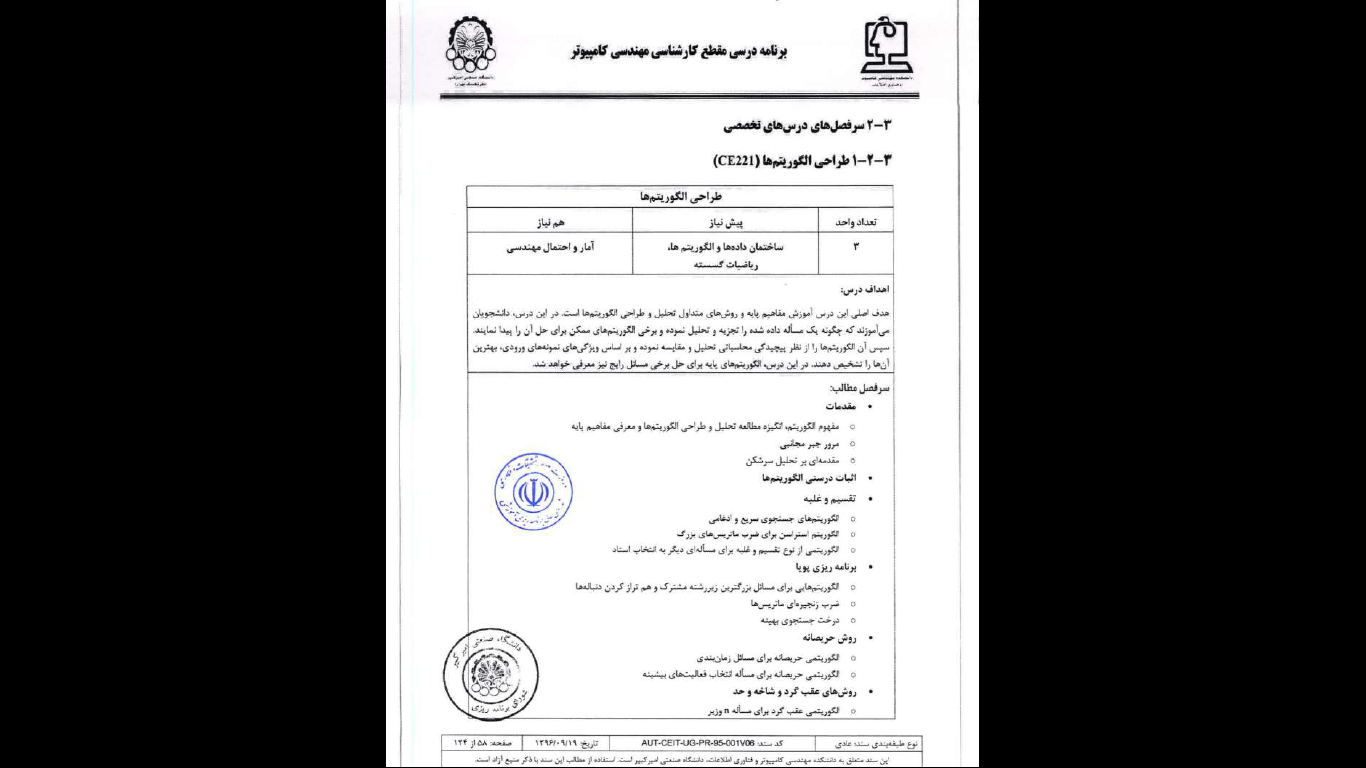 برنامه درسی مقطع کارشناسی مهندسی کامپیوتر
۳-۲ سرفصل‌های درس‌های تخصصی
۳-۲-۱ طراحی الگوریتم‌ها (CE221)
طراحی الگوریتم‌ها
تعداد واحد پیش نیاز هم نیاز
۳ ساختمان داده‌ها و الگوریتم ها، آمار و احتمال مهندسی
ریاضیات گسسته
اهداف درس:
هدف اصلی این درس آموزش مفاهیم پایه و روش‌های متداول تحلیل و طراحی الگوریتم‌ها است. در این درس، دانشجویان
می‌آموزند که چگونه یک مسأله داده شده را تجزیه و تحلیل نموده و برخی الگوریتم‌های ممکن برای حل آن را پیدا نمایند.
سپس آن الگوریتم‌ها را از نظر پیچیدگی محاسباتی تحلیل و مقایسه نموده و بر اساس ویژگی‌های نمونه‌های ورودی، بهترین
آن‌ها را تشخیص دهند. در این درس، الگوریتم‌های پایه برای حل برخی مسائل رایج نیز معرفی خواهد شد.
سرفصل مطالب:
• مقدمات
○ مفهوم الگوریتم، انگیزه مطالعه تحلیل و طراحی الگوریتم‌ها و معرفی مفاهیم پایه
○ مرور جبر مجانبی
○ مقدمه‌ای بر تحلیل سرشکن
• اثبات درستی الگوریتم‌ها
• تقسیم و غلبه
○ الگوریتم‌های جستجوی سریع و ادغامی
○ الگوریتم استراسن برای ضرب ماتریس‌های بزرگ
○ الگوریتمی از نوع تقسیم و غلبه برای مسأله‌ای دیگر به انتخاب استاد
• برنامه ریزی پویا
○ الگوریتم‌هایی برای مسائل بزرگترین زیررشته مشترک و هم تراز کردن دنباله‌ها
○ ضرب زنجیره‌ای ماتریس‌ها
○ درخت جستجوی بهینه
• روش حریصانه
○ الگوریتمی حریصانه برای مسائل زمان‌بندی
○ الگوریتمی حریصانه برای مسأله انتخاب فعالیت‌های بیشینه
• روش‌های عقب گرد و شاخه و حد
○ الگوریتمی عقب گرد برای مسأله n وزیر
دانشگاه صنعتی امیر کبیر
شورای برنامه ریزی
نوع طبقه‌بندی سند: عادی کد سند: AUT-CEIT-UG-PR-95-001V06 تاریخ: ۱۳۹۶/۰۹/۱۹ صفحه: ۵۸ از ۱۲۴
این سند متعلق به دانشکده مهندسی کامپیوتر و فناوری اطلاعات، دانشگاه صنعتی امیرکبیر است. استفاده از مطالب این سند با ذکر منبع آزاد است.